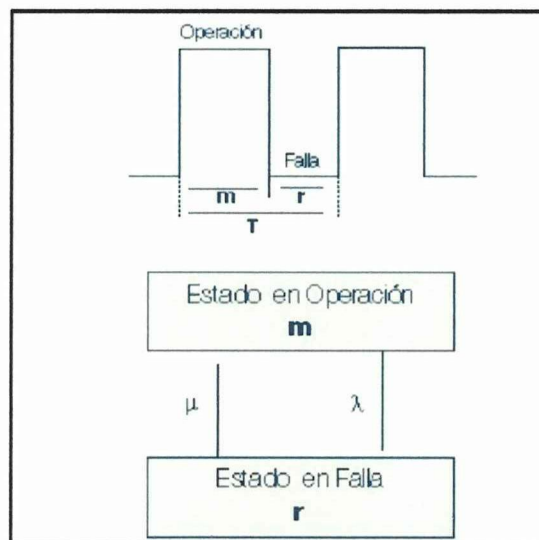 Operación
Falla
m r
T
Estado en Operación
m
μ λ
Estado en Falla
r